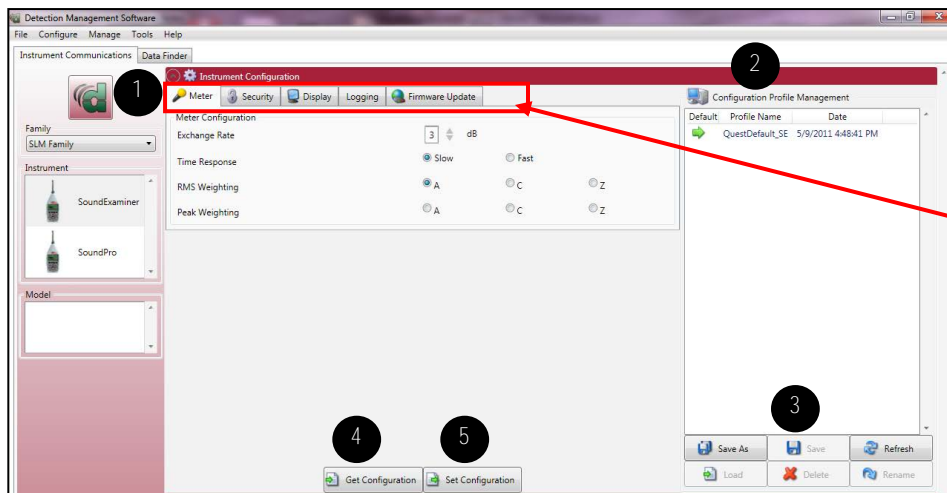 Detection Management Software
File Configure Manage Tools Help
Instrument Communications Data Finder
1
Instrument Configuration
2
Meter Security Display Logging Firmware Update
Configuration Profile Management
Default Profile Name Date
QuestDefault_SE 5/9/2011 4:48:41 PM
Family
SLM Family
Instrument
SoundExaminer
SoundPro
Model
Meter Configuration
Exchange Rate 3 dB
Time Response Slow Fast
RMS Weighting A C Z
Peak Weighting A C Z
3
4
5
Save As Save Refresh
Load Delete Rename
Get Configuration Set Configuration